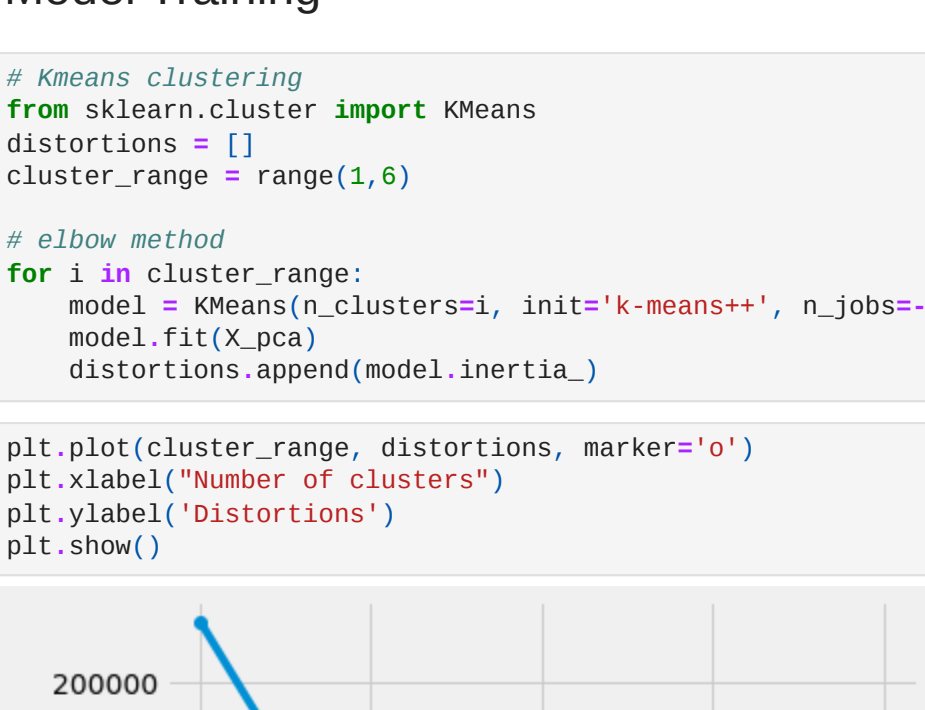 Model Training
# Kmeans clustering
from sklearn.cluster import KMeans
distortions = []
cluster_range = range(1,6)
# elbow method
for i in cluster_range:
    model = KMeans(n_clusters=i, init='k-means++', n_jobs=-
    model.fit(X_pca)
    distortions.append(model.inertia_)
plt.plot(cluster_range, distortions, marker='o')
plt.xlabel("Number of clusters")
plt.ylabel('Distortions')
plt.show()
200000